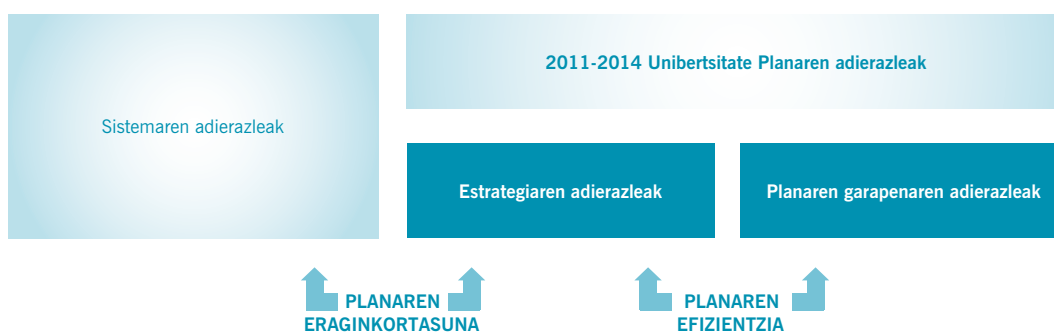 2011-2014 Unibertsitate Planaren adierazleak
Sistemaren adierazleak
Estrategiaren adierazleak
Planaren garapenaren adierazleak
PLANAREN
ERAGINKORTASUNA
PLANAREN
EFIZIENTZIA